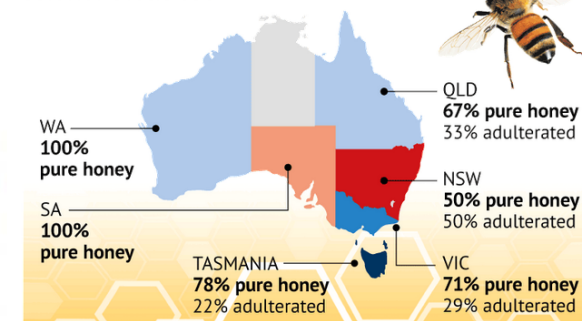 WA
100%
pure honey
SA
100%
pure honey
TASMANIA
78% pure honey
22% adulterated
QLD
67% pure honey
33% adulterated
NSW
50% pure honey
50% adulterated
VIC
71% pure honey
29% adulterated